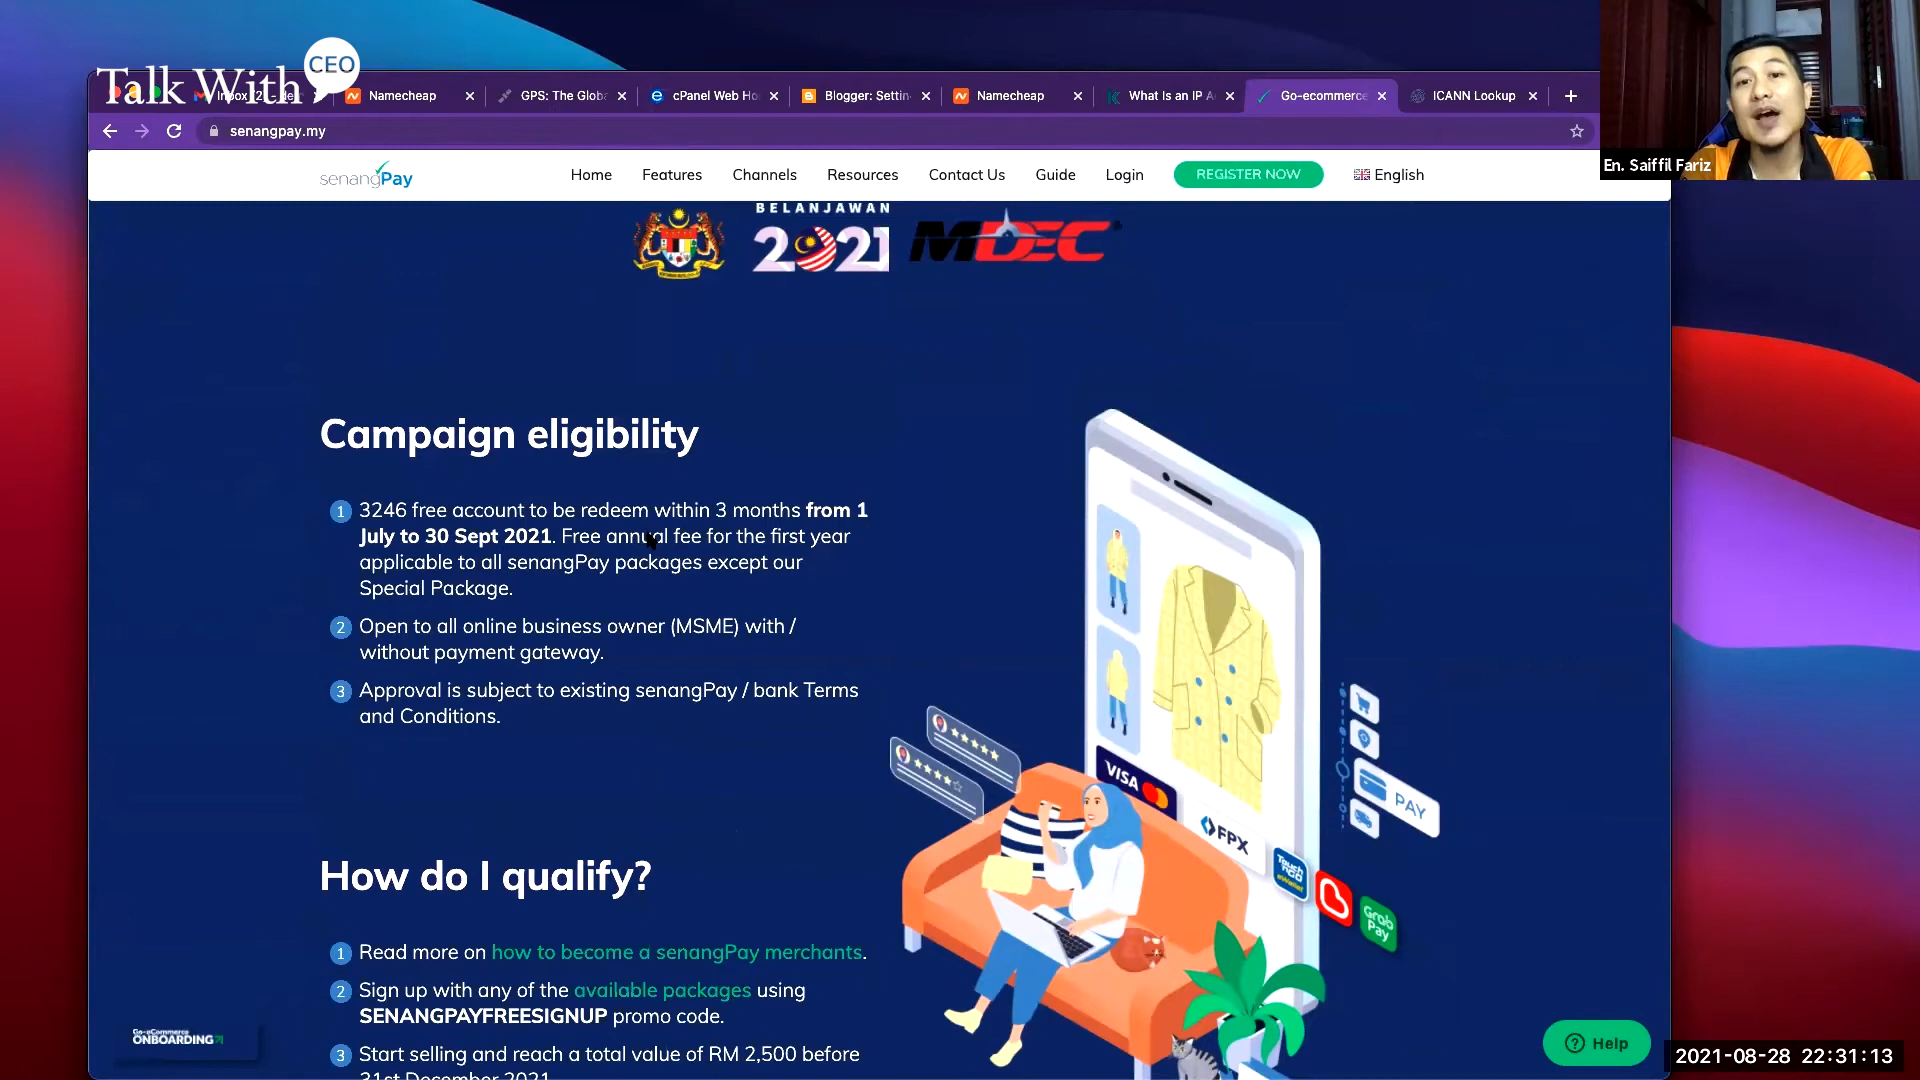 Talk With
CEO
Namecheap
GPS: The Globa
cPanel Web Ho
Blogger: Settin
Namecheap
What Is an IP A
Go-ecommerce
ICANN Lookup
senangpay.my
En. Saiffil Fariz
senangPay
Home
Features
Channels
Resources
Contact Us
Guide
Login
REGISTER NOW
English
BELANJAWAN
2021
MDEC
Campaign eligibility
1 3246 free account to be redeem within 3 months from 1
July to 30 Sept 2021. Free annual fee for the first year
applicable to all senangPay packages except our
Special Package.
2 Open to all online business owner (MSME) with /
without payment gateway.
3 Approval is subject to existing senangPay / bank Terms
and Conditions.
VISA
PAY
FPX
Touch
Grab
Pay
How do I qualify?
1 Read more on how to become a senangPay merchants.
2 Sign up with any of the available packages using
SENANGPAYFREESIGNUP promo code.
3 Start selling and reach a total value of RM 2,500 before
31st December 2021
Go-eCommerce
ONBOARDING
Help
2021-08-28 22:31:13